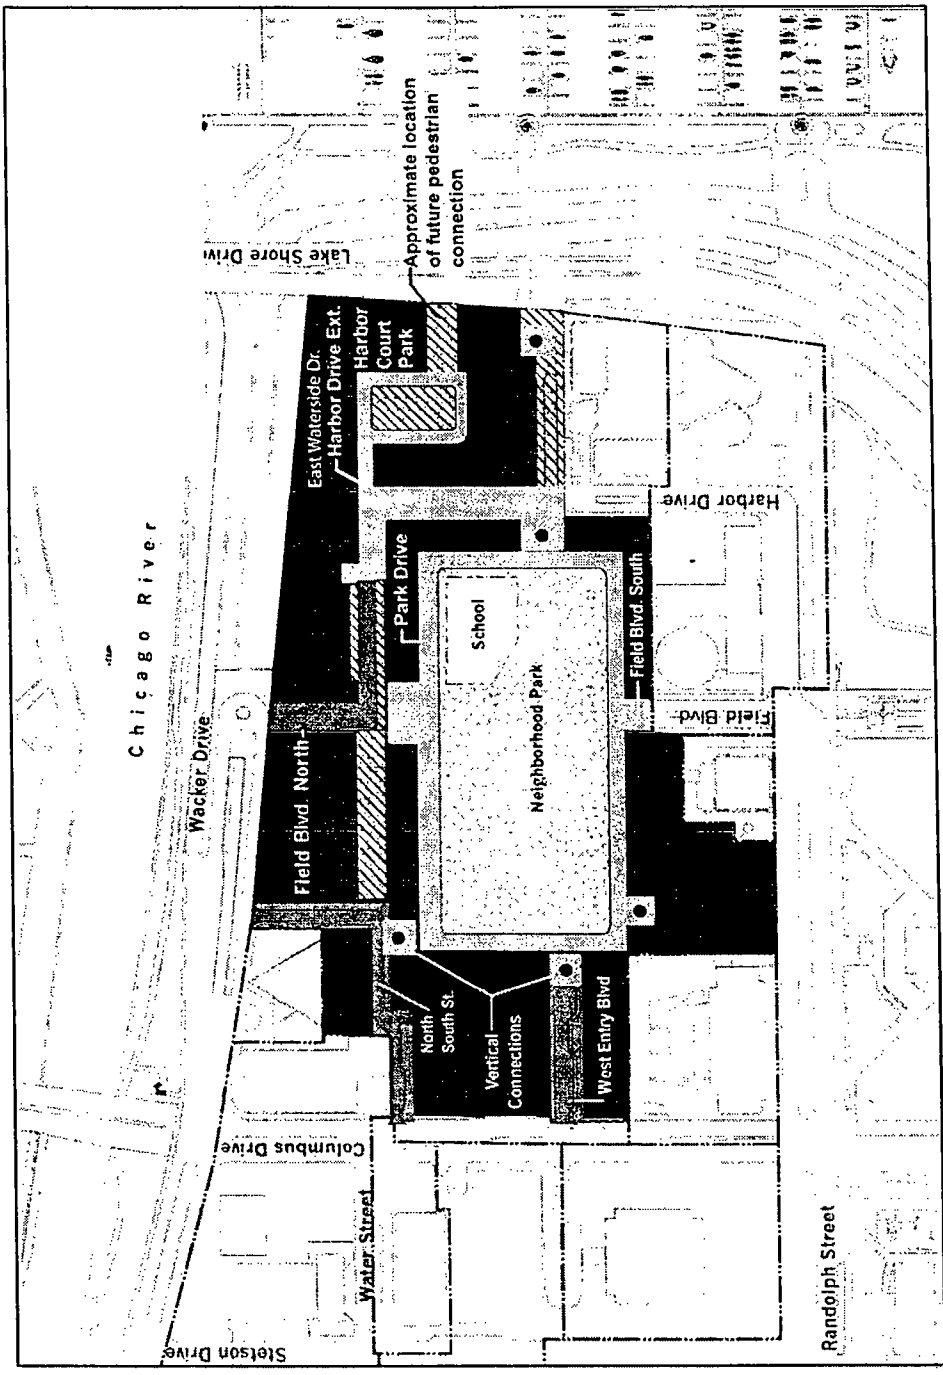 Chicago River
Wacker Drive
Lake Shore Drive
Approximate location
of future pedestrian
connection
East Waterside Dr.
Harbor Drive Ext.
Harbor
Court
Park
Field Blvd. North
Park Drive
School
Neighborhood Park
Field Blvd. South
Harbor Drive
Field Blvd
North
South St.
Vertical
Connections
West Entry Blvd
Columbus Drive
Water Street
Stetson Drive
Randolph Street